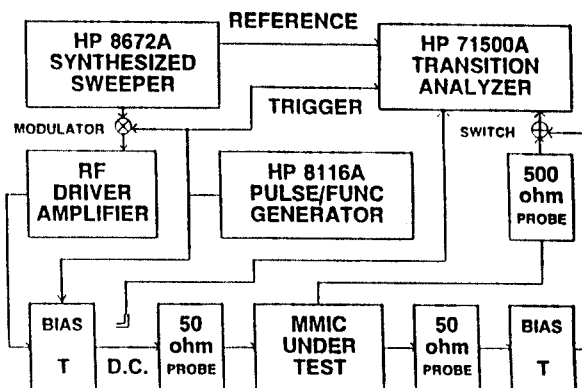 REFERENCE
HP 8672A
SYNTHESIZED
SWEEPER
HP 71500A
TRANSITION
ANALYZER
TRIGGER
MODULATOR
SWITCH
RF
DRIVER
AMPLIFIER
HP 8116A
PULSE/FUNC
GENERATOR
500
ohm
PROBE
BIAS
T
D.C.
50
ohm
PROBE
MMIC
UNDER
TEST
50
ohm
PROBE
BIAS
T